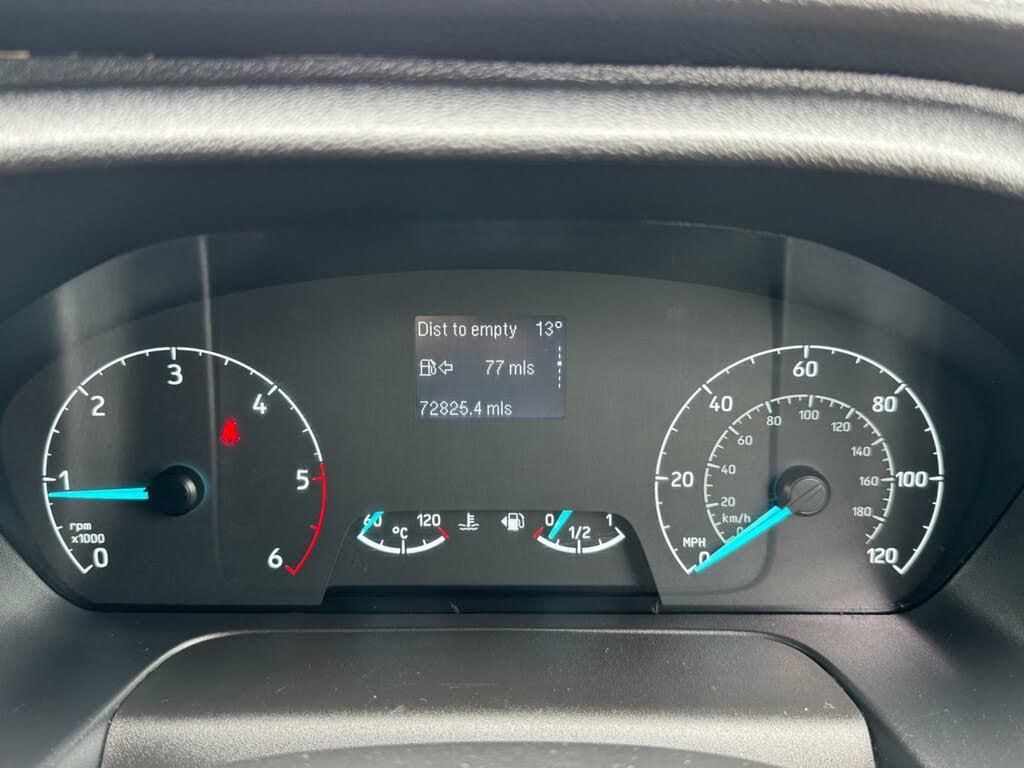 Dist to empty 13°
77 mls
72825.4 mls
0 1 2 3 4 5 6
rpm
x1000
60 °C 120
0 1/2 1
0 20 40 60 80 100 120
MPH
0 20 40 60 80 100 120 140 160 180
km/h